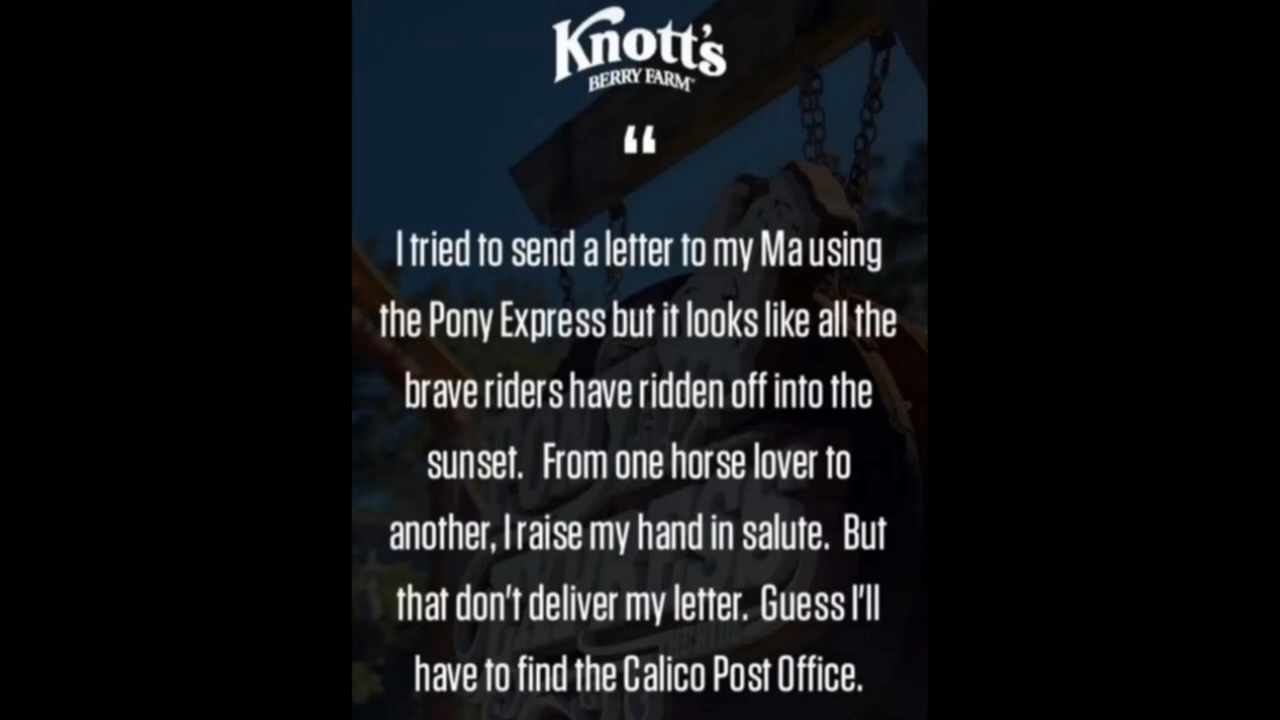 Knott's
BERRY FARM
“
I tried to send a letter to my Ma using
the Pony Express but it looks like all the
brave riders have ridden off into the
sunset.  From one horse lover to
another, I raise my hand in salute.  But
that don't deliver my letter.  Guess I'll
have to find the Calico Post Office.